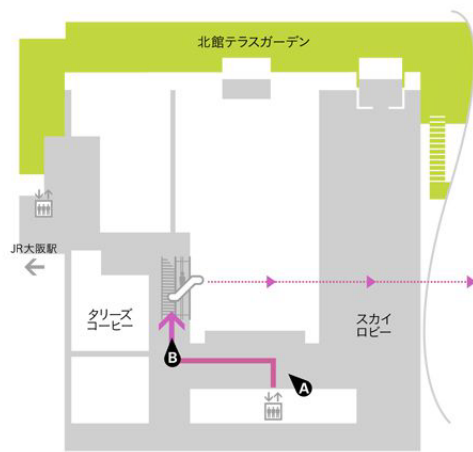 北館テラスガーデン
JR大阪駅
タリーズ
コーヒー
スカイ
ロビー
B
A